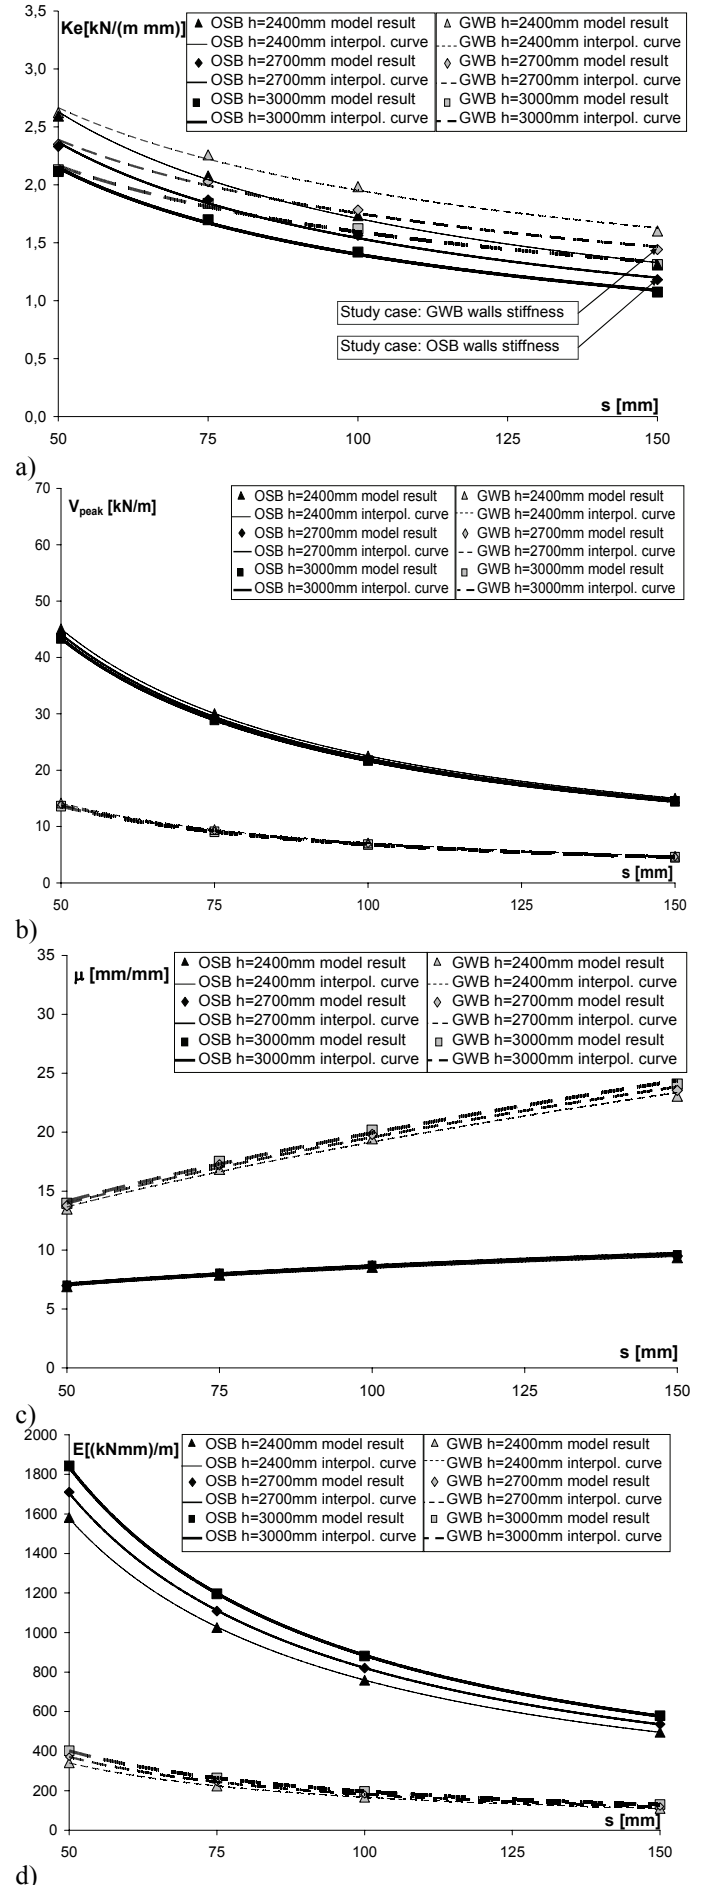 3,5
Ke[kN/(m mm)]
OSB h=2400mm model result
GWB h=2400mm model result
OSB h=2400mm interpol. curve
GWB h=2400mm interpol. curve
OSB h=2700mm model result
GWB h=2700mm model result
OSB h=2700mm interpol. curve
GWB h=2700mm interpol. curve
OSB h=3000mm model result
GWB h=3000mm model result
OSB h=3000mm interpol. curve
GWB h=3000mm interpol. curve
3,0
2,5
2,0
1,5
1,0
0,5
0,0
Study case: GWB walls stiffness
Study case: OSB walls stiffness
s [mm]
50 75 100 125 150
a)
70
Vpeak [kN/m]
OSB h=2400mm model result
GWB h=2400mm model result
OSB h=2400mm interpol. curve
GWB h=2400mm interpol. curve
OSB h=2700mm model result
GWB h=2700mm model result
OSB h=2700mm interpol. curve
GWB h=2700mm interpol. curve
OSB h=3000mm model result
GWB h=3000mm model result
OSB h=3000mm interpol. curve
GWB h=3000mm interpol. curve
60
50
40
30
20
10
0
s [mm]
50 75 100 125 150
b)
35
μ [mm/mm]
OSB h=2400mm model result
GWB h=2400mm model result
OSB h=2400mm interpol. curve
GWB h=2400mm interpol. curve
OSB h=2700mm model result
GWB h=2700mm model result
OSB h=2700mm interpol. curve
GWB h=2700mm interpol. curve
OSB h=3000mm model result
GWB h=3000mm model result
OSB h=3000mm interpol. curve
GWB h=3000mm interpol. curve
30
25
20
15
10
5
0
s [mm]
50 75 100 125 150
c)
2000
E[(kNmm)/m]
OSB h=2400mm model result
GWB h=2400mm model result
OSB h=2400mm interpol. curve
GWB h=2400mm interpol. curve
OSB h=2700mm model result
GWB h=2700mm model result
OSB h=2700mm interpol. curve
GWB h=2700mm interpol. curve
OSB h=3000mm model result
GWB h=3000mm model result
OSB h=3000mm interpol. curve
GWB h=3000mm interpol. curve
1800
1600
1400
1200
1000
800
600
400
200
0
s [mm]
50 75 100 125 150
d)